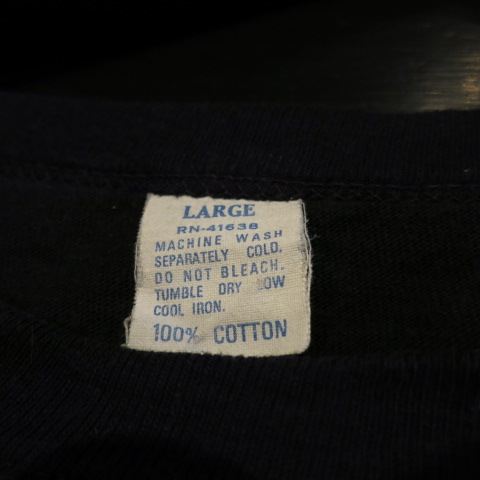 LARGE
RN-41638
MACHINE WASH
SEPARATELY COLD.
DO NOT BLEACH.
TUMBLE DRY LOW
COOL IRON.
100% COTTON